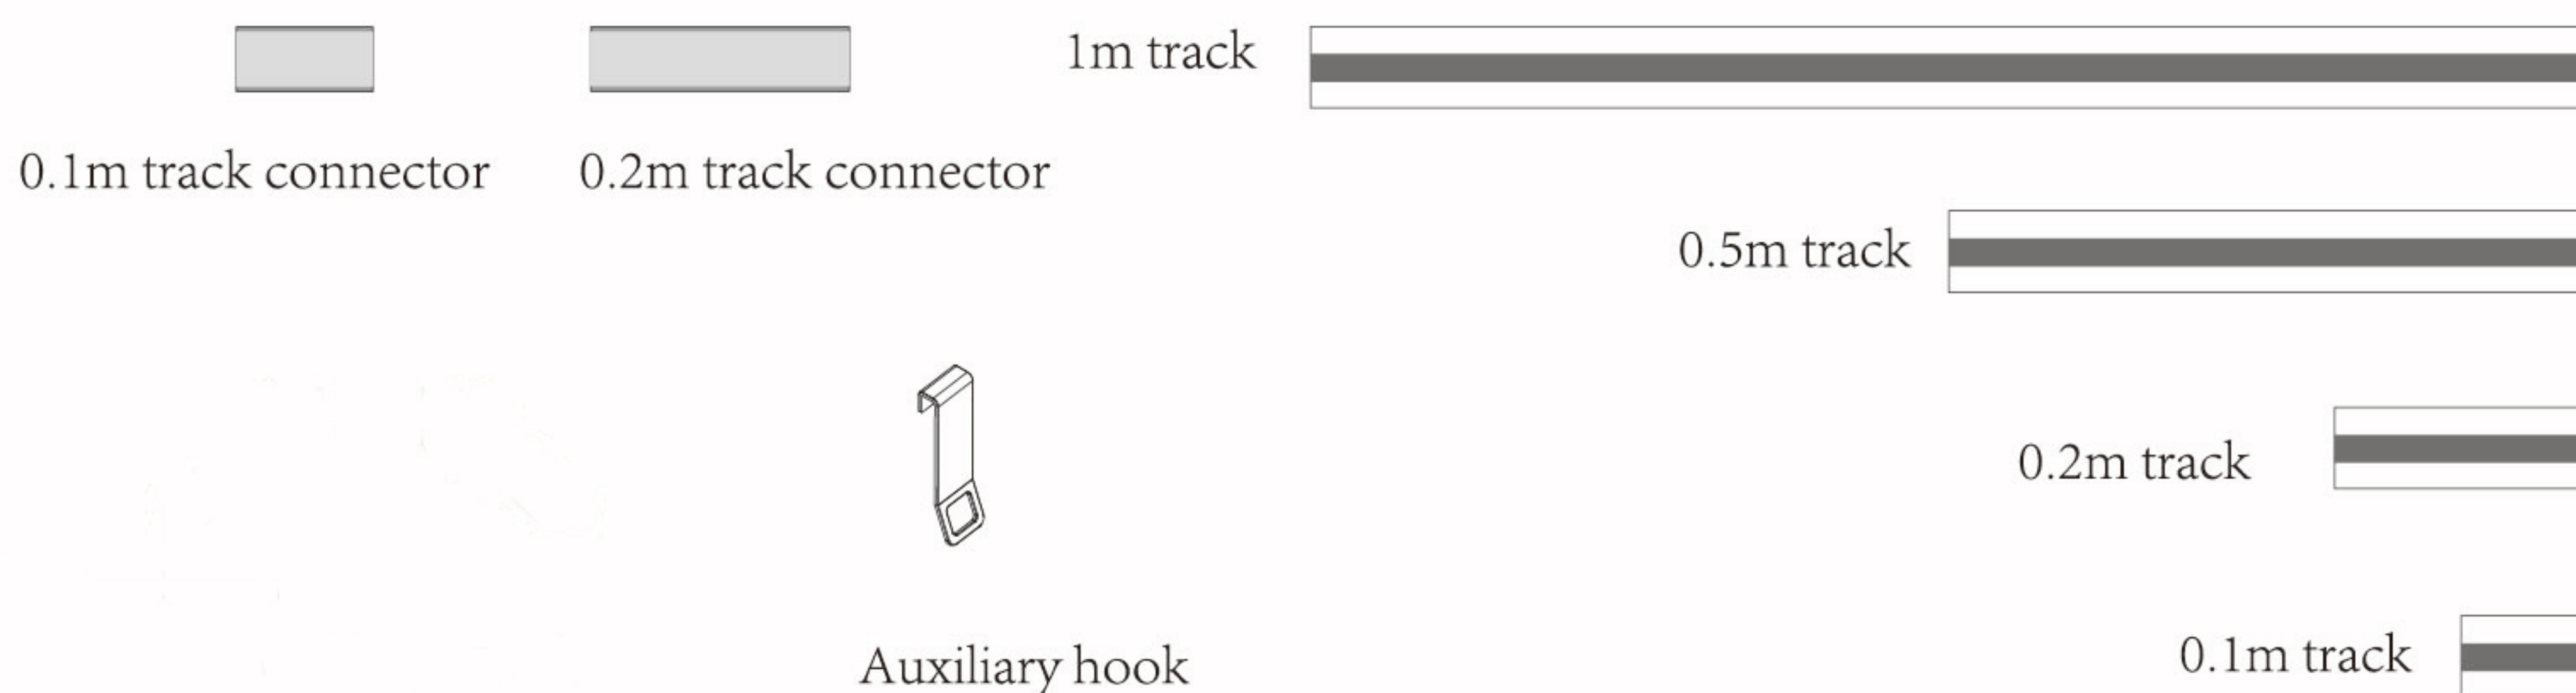 1m track
0.1m track connector
0.2m track connector
0.5m track
0.2m track
Auxiliary hook
0.1m track